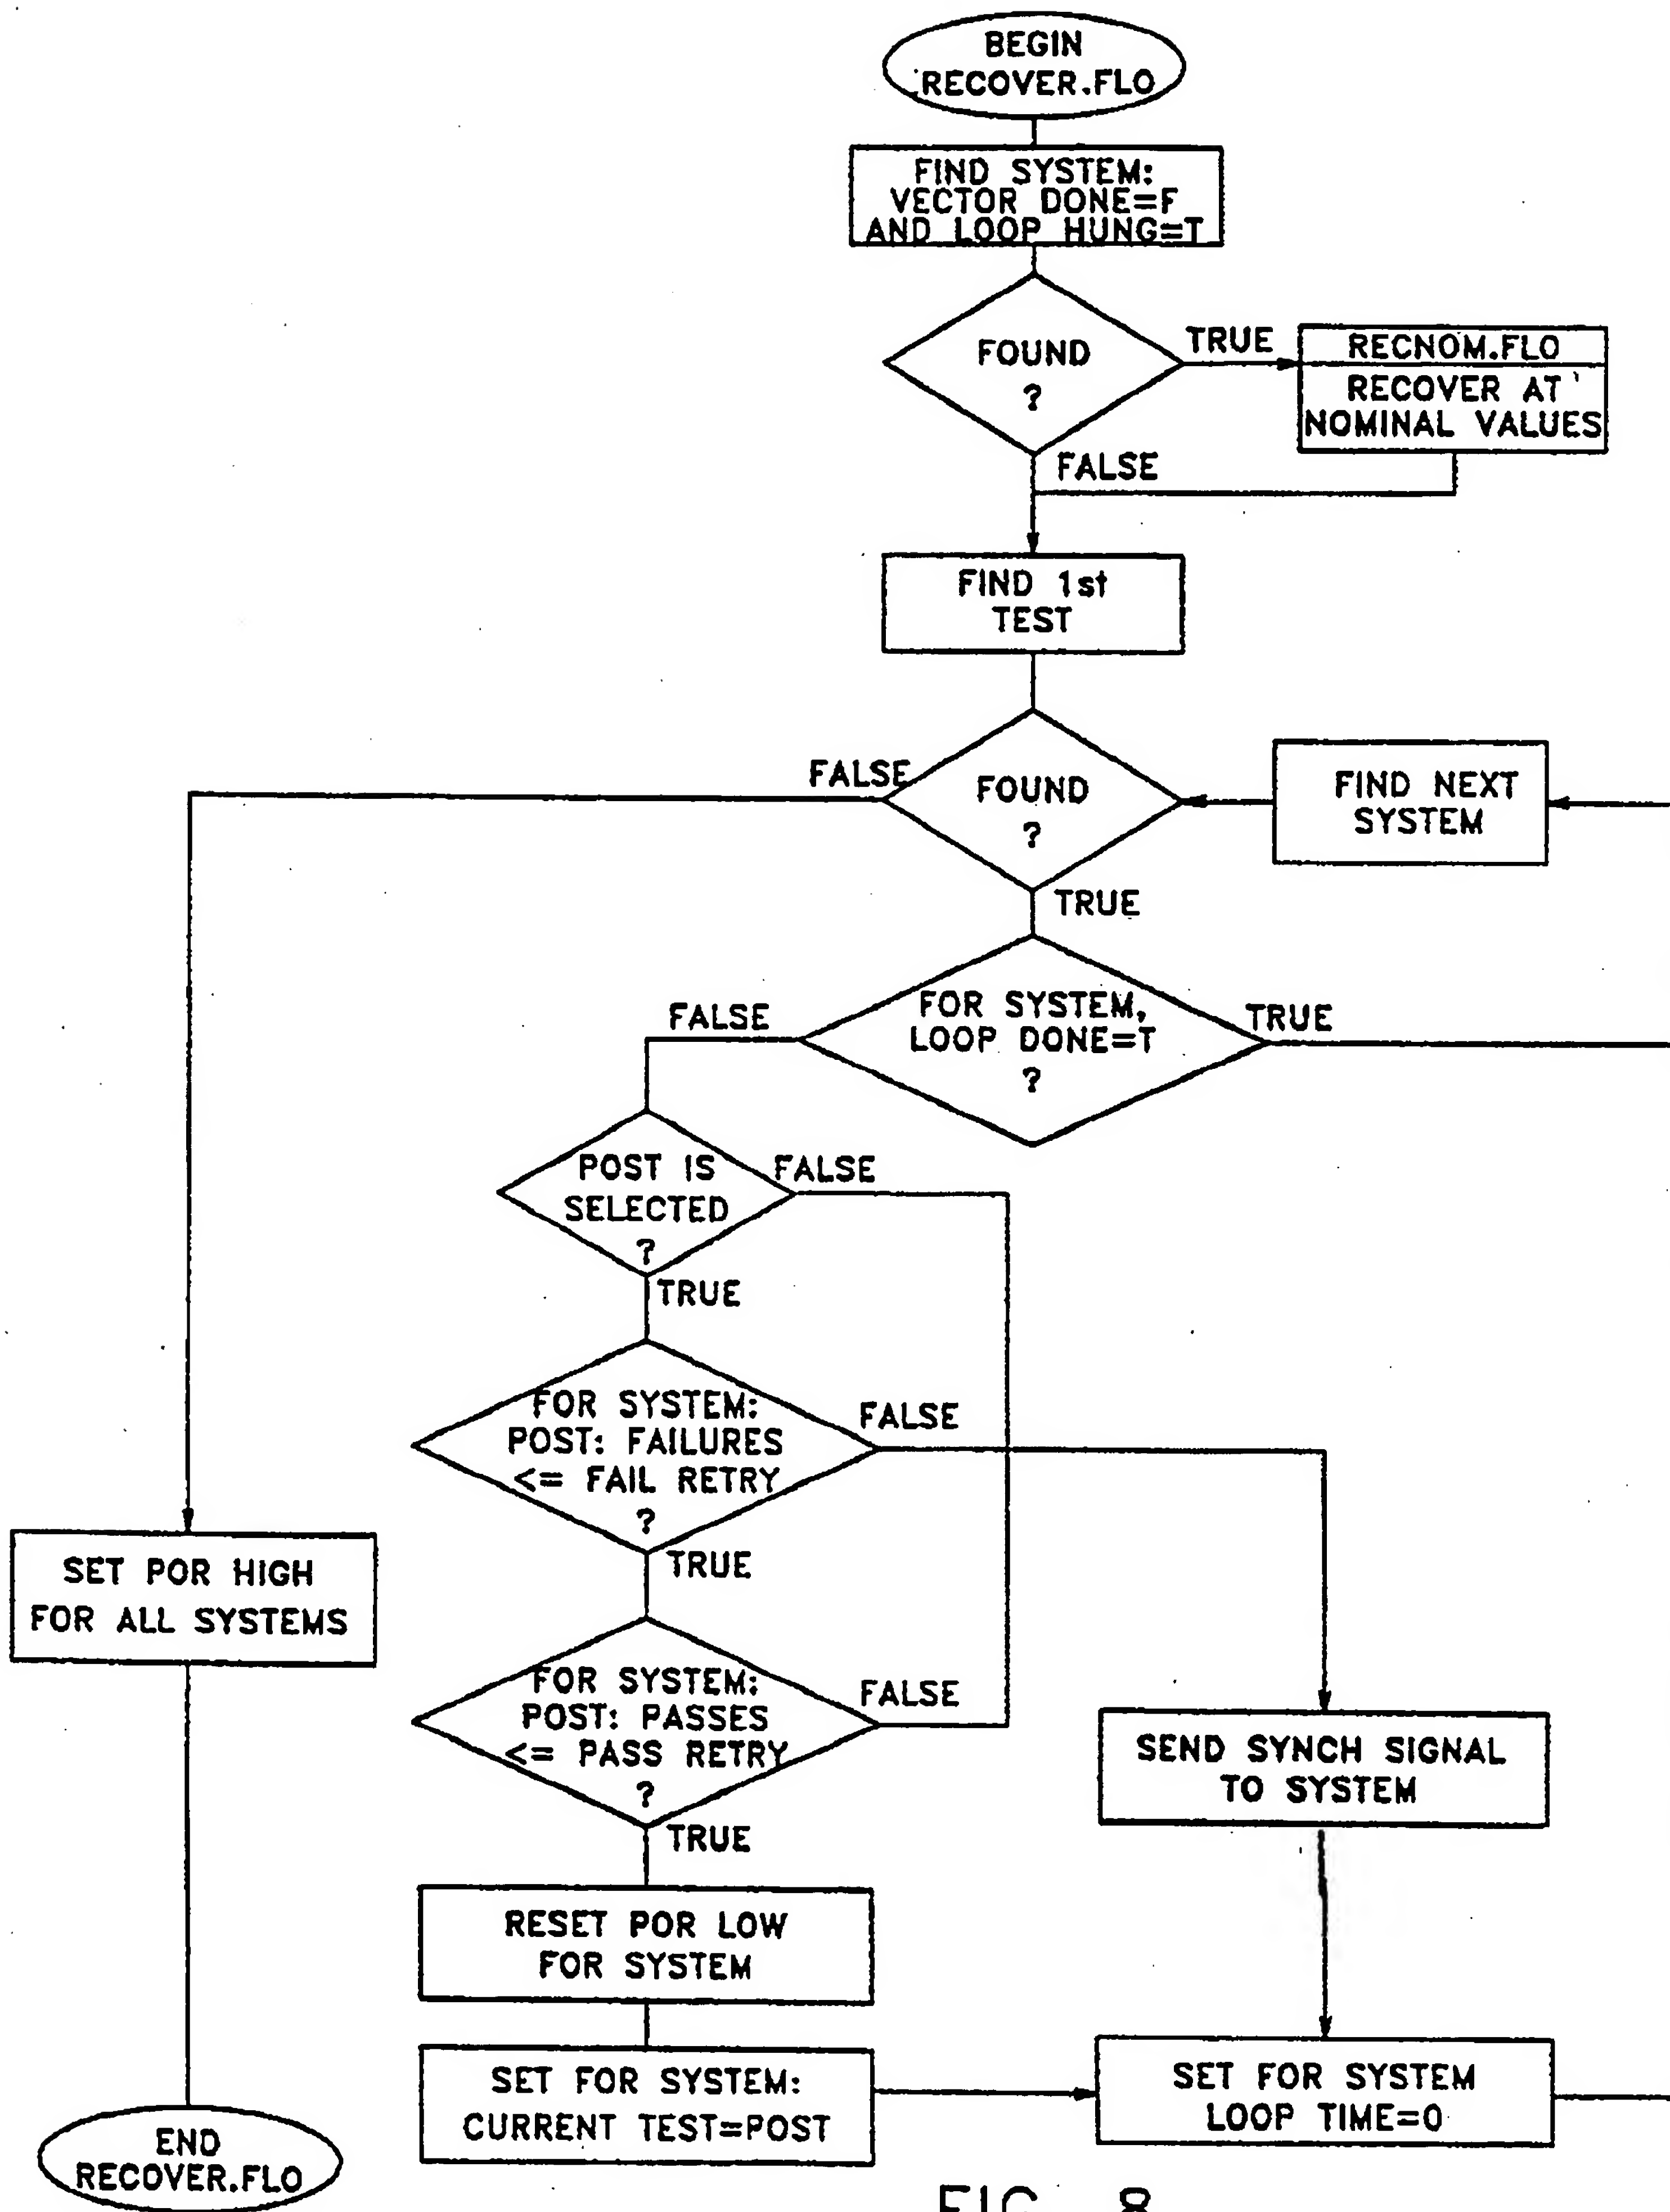 BEGIN
RECOVER.FLO
FIND SYSTEM:
VECTOR DONE=F
AND LOOP HUNG=T
FOUND
?
TRUE
RECNOM.FLO
RECOVER AT
NOMINAL VALUES
FALSE
FIND 1st
TEST
FALSE
FOUND
?
FIND NEXT
SYSTEM
TRUE
FALSE
FOR SYSTEM,
LOOP DONE=T
?
TRUE
POST IS
SELECTED
?
FALSE
TRUE
FOR SYSTEM:
POST: FAILURES
<= FAIL RETRY
?
FALSE
TRUE
SET POR HIGH
FOR ALL SYSTEMS
FOR SYSTEM:
POST: PASSES
<= PASS RETRY
?
FALSE
SEND SYNCH SIGNAL
TO SYSTEM
TRUE
RESET POR LOW
FOR SYSTEM
SET FOR SYSTEM:
CURRENT TEST=POST
SET FOR SYSTEM
LOOP TIME=0
END
RECOVER.FLO
FIG. 8